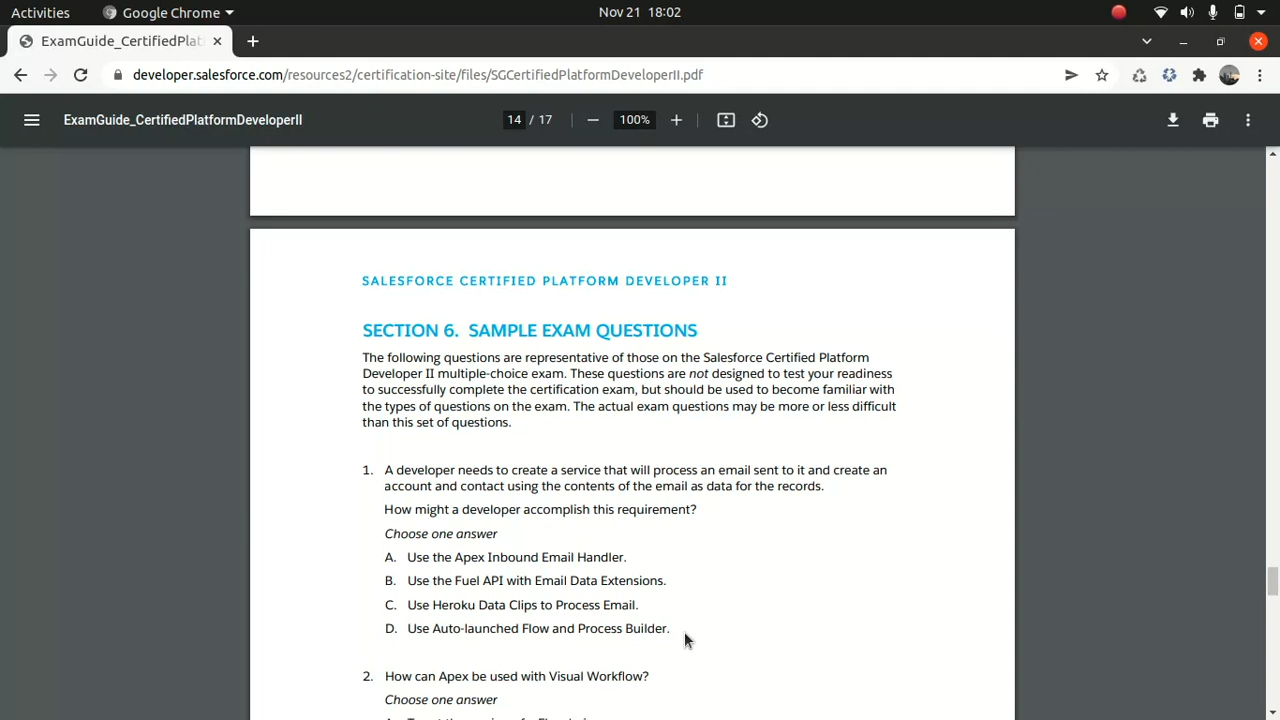 Activities
Google Chrome
Nov 21 18:02
ExamGuide_CertifiedPlat
developer.salesforce.com/resources2/certification-site/files/SGCertifiedPlatformDeveloperII.pdf
ExamGuide_CertifiedPlatformDeveloperII
14 / 17
100%
SALESFORCE CERTIFIED PLATFORM DEVELOPER II
SECTION 6. SAMPLE EXAM QUESTIONS
The following questions are representative of those on the Salesforce Certified Platform
Developer II multiple-choice exam. These questions are not designed to test your readiness
to successfully complete the certification exam, but should be used to become familiar with
the types of questions on the exam. The actual exam questions may be more or less difficult
than this set of questions.
1. A developer needs to create a service that will process an email sent to it and create an
account and contact using the contents of the email as data for the records.
How might a developer accomplish this requirement?
Choose one answer
A. Use the Apex Inbound Email Handler.
B. Use the Fuel API with Email Data Extensions.
C. Use Heroku Data Clips to Process Email.
D. Use Auto-launched Flow and Process Builder.
2. How can Apex be used with Visual Workflow?
Choose one answer